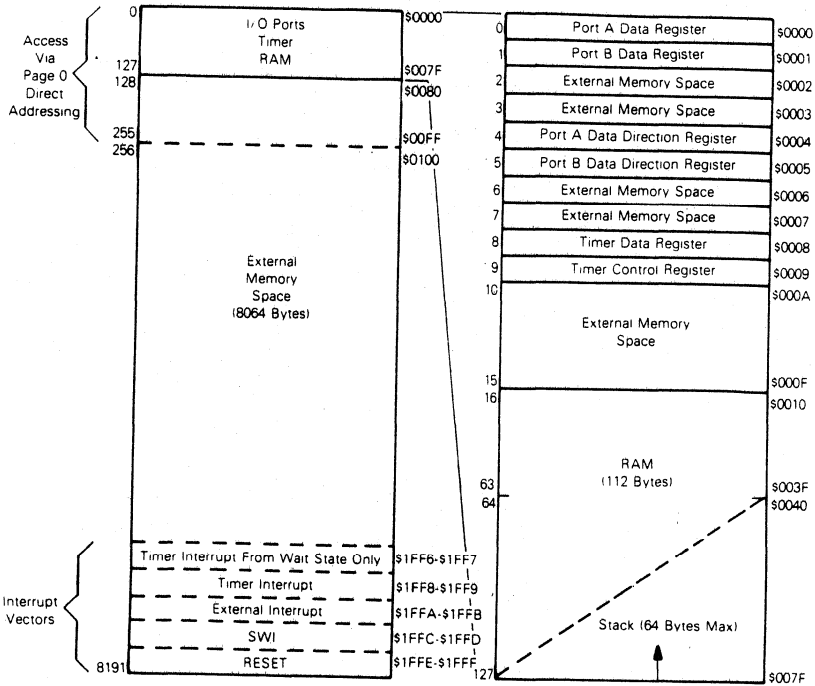 Access
Via
Page 0
Direct
Addressing
0
I/O Ports
Timer
RAM
127
128
255
256
$0000
$007F
$0080
$00FF
$0100
External
Memory
Space
(8064 Bytes)
Interrupt
Vectors
Timer Interrupt From Wait State Only $1FF6-$1FF7
Timer Interrupt $1FF8-$1FF9
External Interrupt $1FFA-$1FFB
SWI $1FFC-$1FFD
8191 RESET $1FFE-$1FFF
0 Port A Data Register $0000
1 Port B Data Register $0001
2 External Memory Space $0002
3 External Memory Space $0003
4 Port A Data Direction Register $0004
5 Port B Data Direction Register $0005
6 External Memory Space $0006
7 External Memory Space $0007
8 Timer Data Register $0008
9 Timer Control Register $0009
10 $000A
External Memory
Space
15 $000F
16 $0010
RAM
(112 Bytes)
63 $003F
64 $0040
Stack (64 Bytes Max)
127 $007F